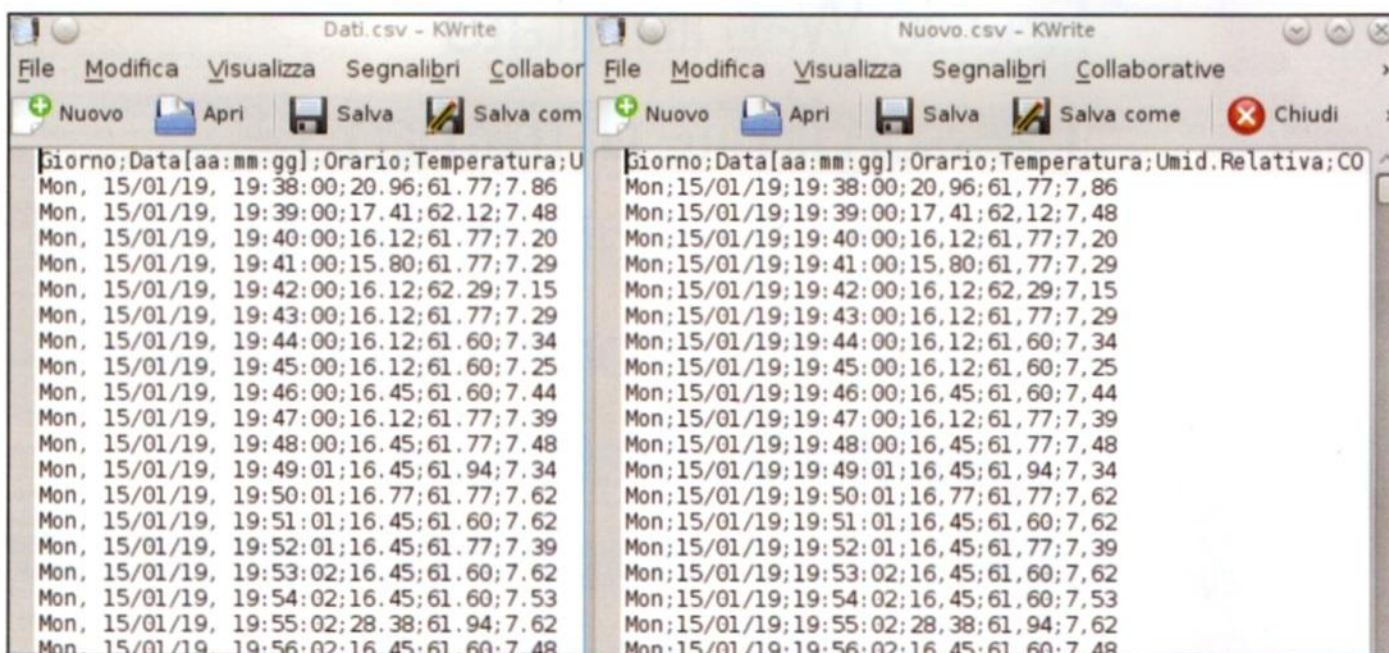 Dati.csv - KWrite
File Modifica Visualizza Segnalibri Collabor
Nuovo Apri Salva Salva com
Giorno;Data[aa:mm:gg];Orario;Temperatura;U
Mon, 15/01/19, 19:38:00;20.96;61.77;7.86
Mon, 15/01/19, 19:39:00;17.41;62.12;7.48
Mon, 15/01/19, 19:40:00;16.12;61.77;7.20
Mon, 15/01/19, 19:41:00;15.80;61.77;7.29
Mon, 15/01/19, 19:42:00;16.12;62.29;7.15
Mon, 15/01/19, 19:43:00;16.12;61.77;7.29
Mon, 15/01/19, 19:44:00;16.12;61.60;7.34
Mon, 15/01/19, 19:45:00;16.12;61.60;7.25
Mon, 15/01/19, 19:46:00;16.45;61.60;7.44
Mon, 15/01/19, 19:47:00;16.12;61.77;7.39
Mon, 15/01/19, 19:48:00;16.45;61.77;7.48
Mon, 15/01/19, 19:49:01;16.45;61.94;7.34
Mon, 15/01/19, 19:50:01;16.77;61.77;7.62
Mon, 15/01/19, 19:51:01;16.45;61.60;7.62
Mon, 15/01/19, 19:52:01;16.45;61.77;7.39
Mon, 15/01/19, 19:53:02;16.45;61.60;7.62
Mon, 15/01/19, 19:54:02;16.45;61.60;7.53
Mon, 15/01/19, 19:55:02;28.38;61.94;7.62
Mon, 15/01/19, 19:56:02;16.45;61.60;7.48
Nuovo.csv - KWrite
File Modifica Visualizza Segnalibri Collaborative
Nuovo Apri Salva Salva come Chiudi
Giorno;Data[aa:mm:gg];Orario;Temperatura;Umid.Relativa;CO
Mon;15/01/19;19:38:00;20,96;61,77;7,86
Mon;15/01/19;19:39:00;17,41;62,12;7,48
Mon;15/01/19;19:40:00;16,12;61,77;7,20
Mon;15/01/19;19:41:00;15,80;61,77;7,29
Mon;15/01/19;19:42:00;16,12;62,29;7,15
Mon;15/01/19;19:43:00;16,12;61,77;7,29
Mon;15/01/19;19:44:00;16,12;61,60;7,34
Mon;15/01/19;19:45:00;16,12;61,60;7,25
Mon;15/01/19;19:46:00;16,45;61,60;7,44
Mon;15/01/19;19:47:00;16,12;61,77;7,39
Mon;15/01/19;19:48:00;16,45;61,77;7,48
Mon;15/01/19;19:49:01;16,45;61,94;7,34
Mon;15/01/19;19:50:01;16,77;61,77;7,62
Mon;15/01/19;19:51:01;16,45;61,60;7,62
Mon;15/01/19;19:52:01;16,45;61,77;7,39
Mon;15/01/19;19:53:02;16,45;61,60;7,62
Mon;15/01/19;19:54:02;16,45;61,60;7,53
Mon;15/01/19;19:55:02;28,38;61,94;7,62
Mon;15/01/19;19:56:02;16,45;61,60;7,48